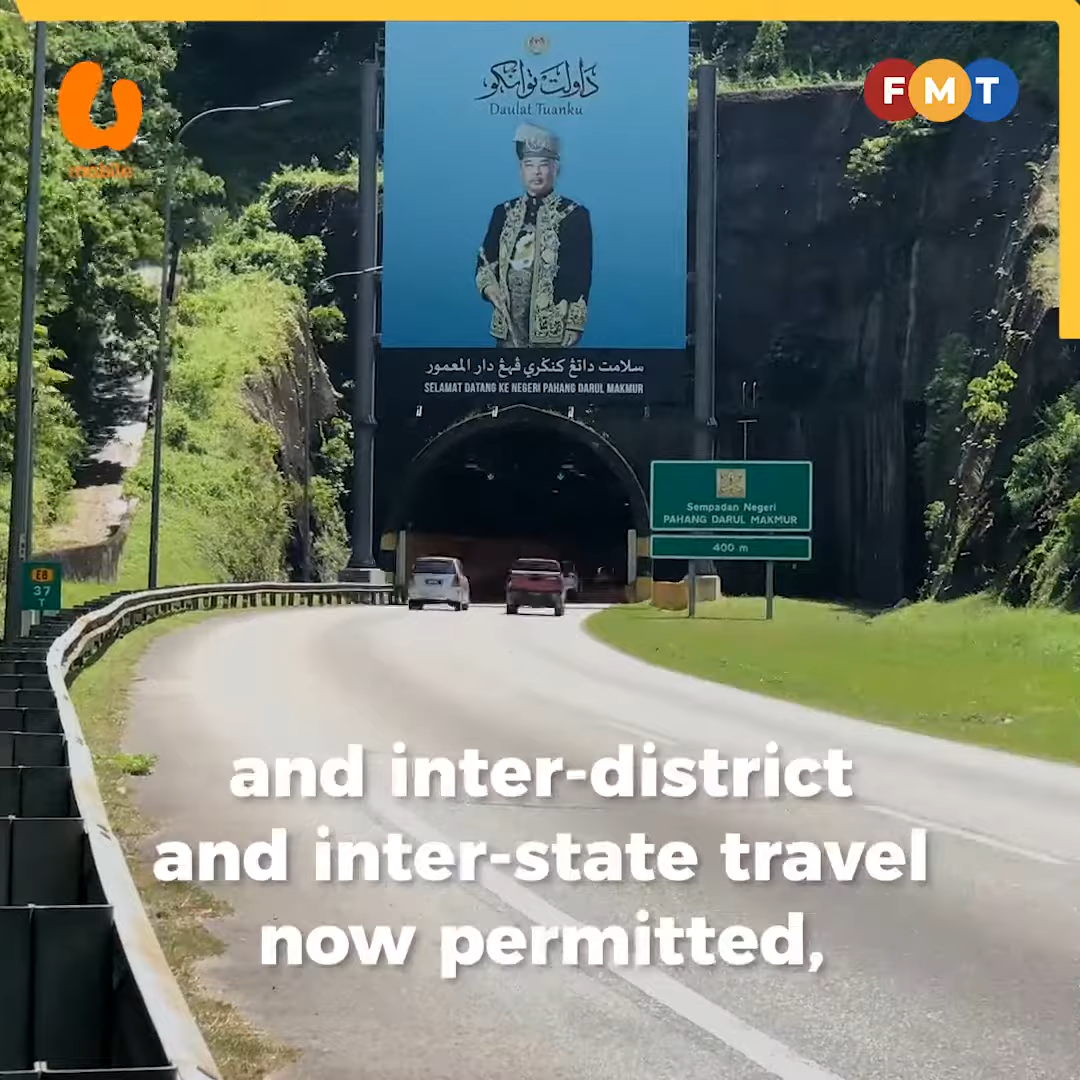 mobile
FMT
داولت توانكو
Daulat Tuanku
سلامت داتڠ كنݢري ڤهڠ دار المعمور
SELAMAT DATANG KE NEGERI PAHANG DARUL MAKMUR
Sempadan Negeri
PAHANG DARUL MAKMUR
400 m
E8
37
T
and inter-district
and inter-state travel
now permitted,